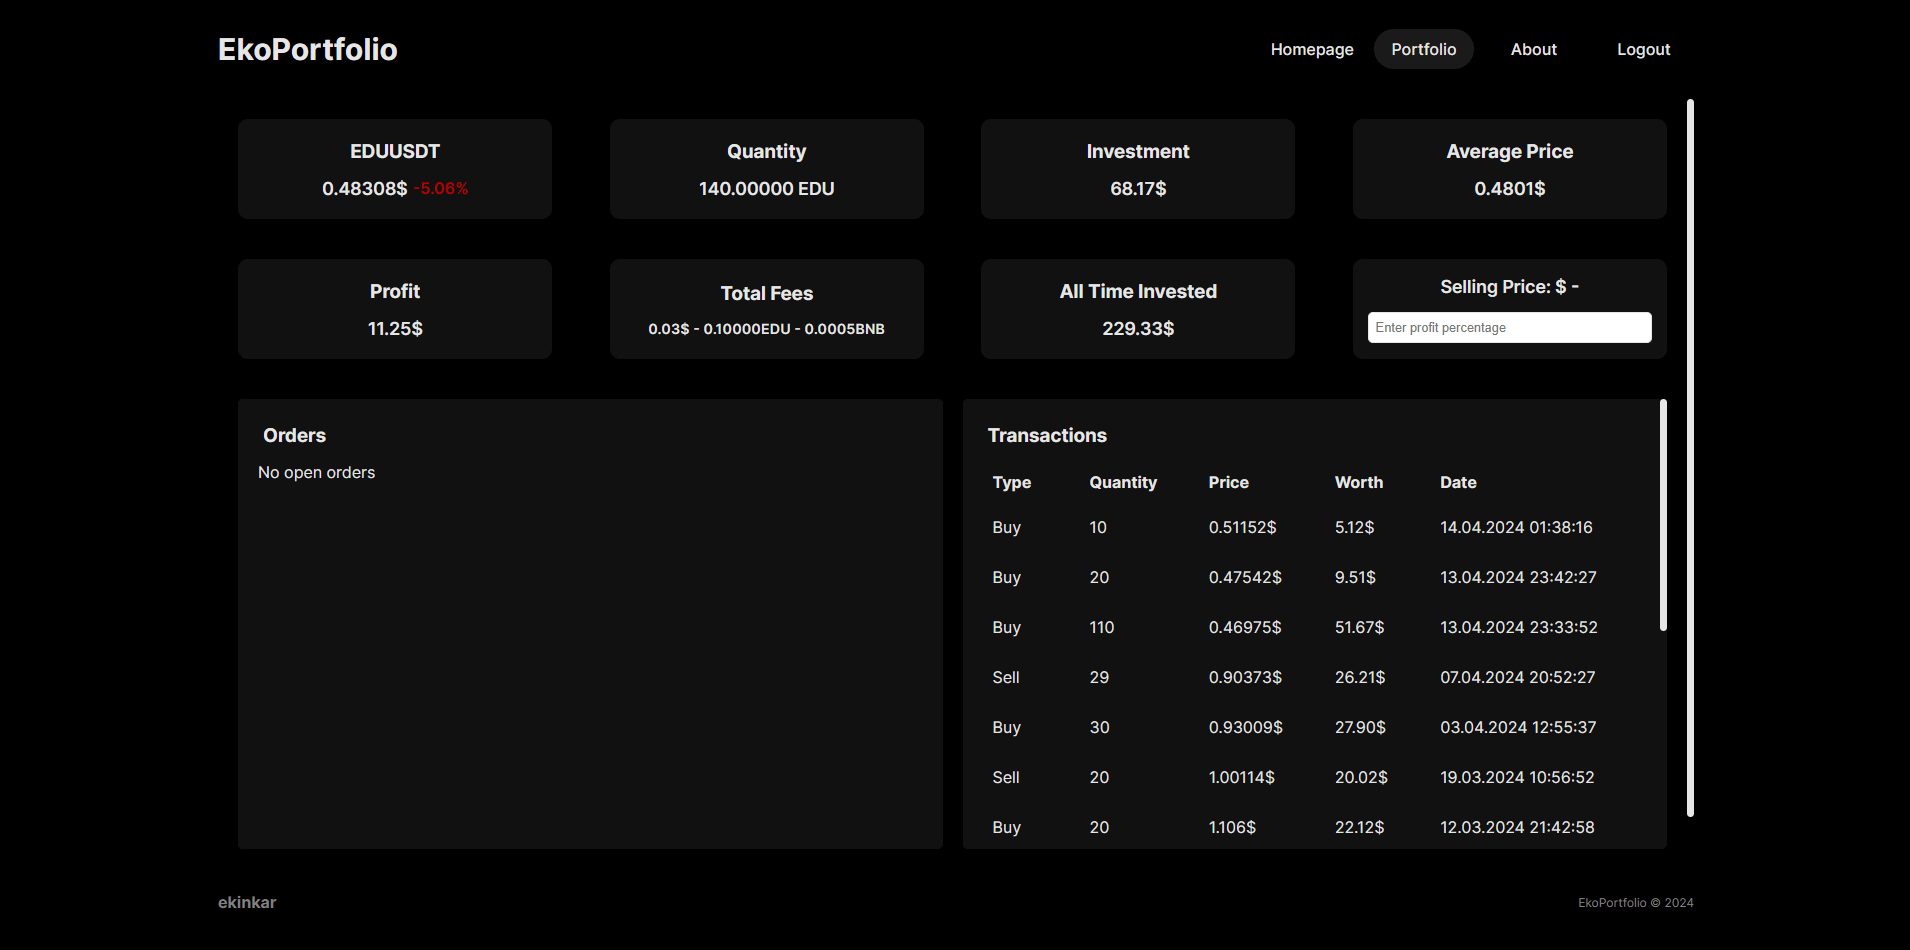 EkoPortfolio
Homepage Portfolio About Logout
EDUUSDT
0.48308$ -5.06%
Quantity
140.00000 EDU
Investment
68.17$
Average Price
0.4801$
Profit
11.25$
Total Fees
0.03$ - 0.10000EDU - 0.0005BNB
All Time Invested
229.33$
Selling Price: $ -
Enter profit percentage
Orders
No open orders
Transactions
Type Quantity Price Worth Date
Buy 10 0.51152$ 5.12$ 14.04.2024 01:38:16
Buy 20 0.47542$ 9.51$ 13.04.2024 23:42:27
Buy 110 0.46975$ 51.67$ 13.04.2024 23:33:52
Sell 29 0.90373$ 26.21$ 07.04.2024 20:52:27
Buy 30 0.93009$ 27.90$ 03.04.2024 12:55:37
Sell 20 1.00114$ 20.02$ 19.03.2024 10:56:52
Buy 20 1.106$ 22.12$ 12.03.2024 21:42:58
ekinkar
EkoPortfolio © 2024